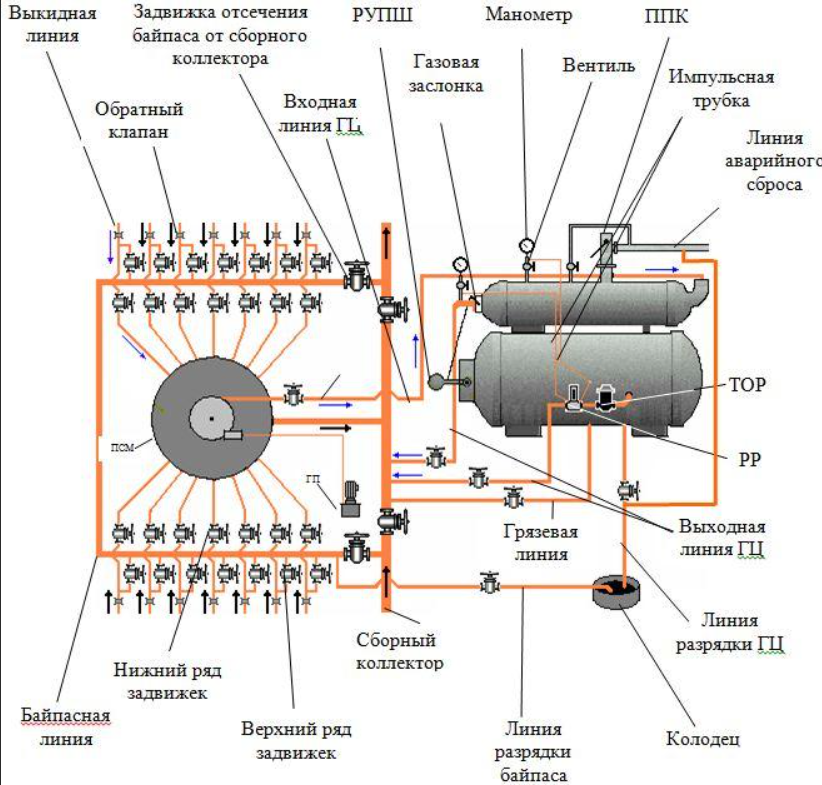 Выкидная
линия
Задвижка отсечения
байпаса от сборного
коллектора
РУПШ
Манометр
ППК
Газовая
заслонка
Вентиль
Импульсная
трубка
Обратный
клапан
Входная
линия ГЦ
Линия
аварийного
сброса
ПСМ
ГП
ТОР
РР
Грязевая
линия
Выходная
линия ГЦ
Сборный
коллектор
Линия
разрядки ГЦ
Нижний ряд
задвижек
Байпасная
линия
Верхний ряд
задвижек
Линия
разрядки
байпаса
Колодец